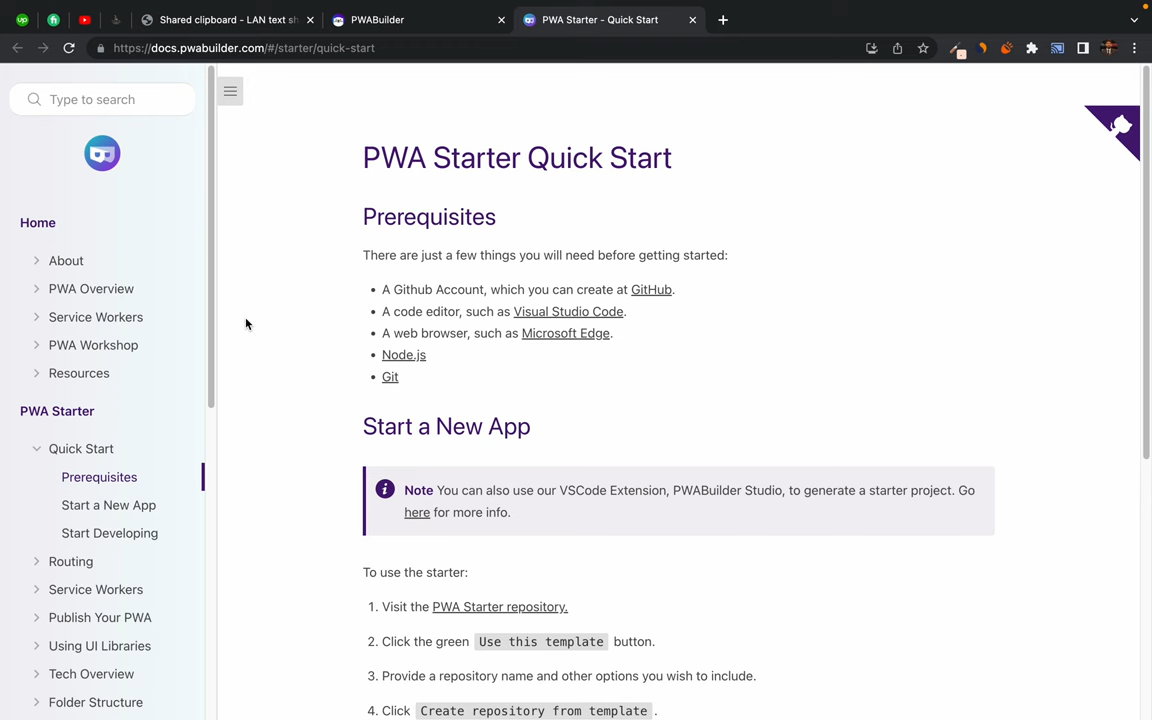 Shared clipboard - LAN text sh
PWABuilder
PWA Starter - Quick Start
https://docs.pwabuilder.com/#/starter/quick-start
Type to search
Home
About
PWA Overview
Service Workers
PWA Workshop
Resources
PWA Starter
Quick Start
Prerequisites
Start a New App
Start Developing
Routing
Service Workers
Publish Your PWA
Using UI Libraries
Tech Overview
Folder Structure
PWA Starter Quick Start
Prerequisites
There are just a few things you will need before getting started:
• A Github Account, which you can create at GitHub.
• A code editor, such as Visual Studio Code.
• A web browser, such as Microsoft Edge.
• Node.js
• Git
Start a New App
Note You can also use our VSCode Extension, PWABuilder Studio, to generate a starter project. Go
here for more info.
To use the starter:
1. Visit the PWA Starter repository.
2. Click the green Use this template button.
3. Provide a repository name and other options you wish to include.
4. Click Create repository from template .